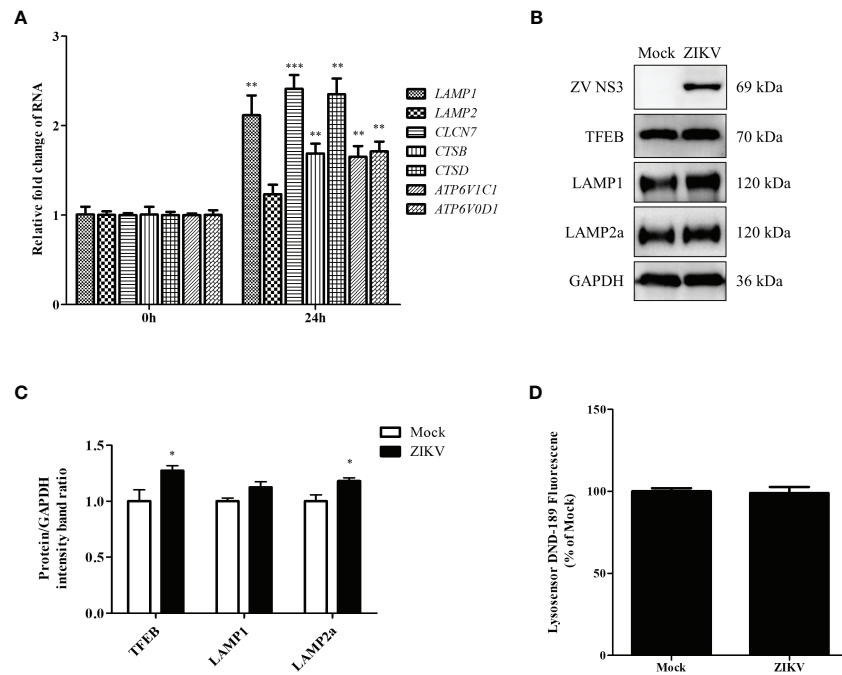 A
Relative fold change of RNA
3
2
1
0
** *** ** ** ** **
0h 24h
LAMP1
LAMP2
CLCN7
CTSB
CTSD
ATP6V1C1
ATP6V0D1
B
Mock ZIKV
ZV NS3 69 kDa
TFEB 70 kDa
LAMP1 120 kDa
LAMP2a 120 kDa
GAPDH 36 kDa
C
Protein/GAPDH
intensity band ratio
1.5
1.0
0.5
0.0
* *
TFEB LAMP1 LAMP2a
Mock
ZIKV
D
Lysosensor DND-189 Fluorescene
(% of Mock)
150
100
50
0
Mock ZIKV